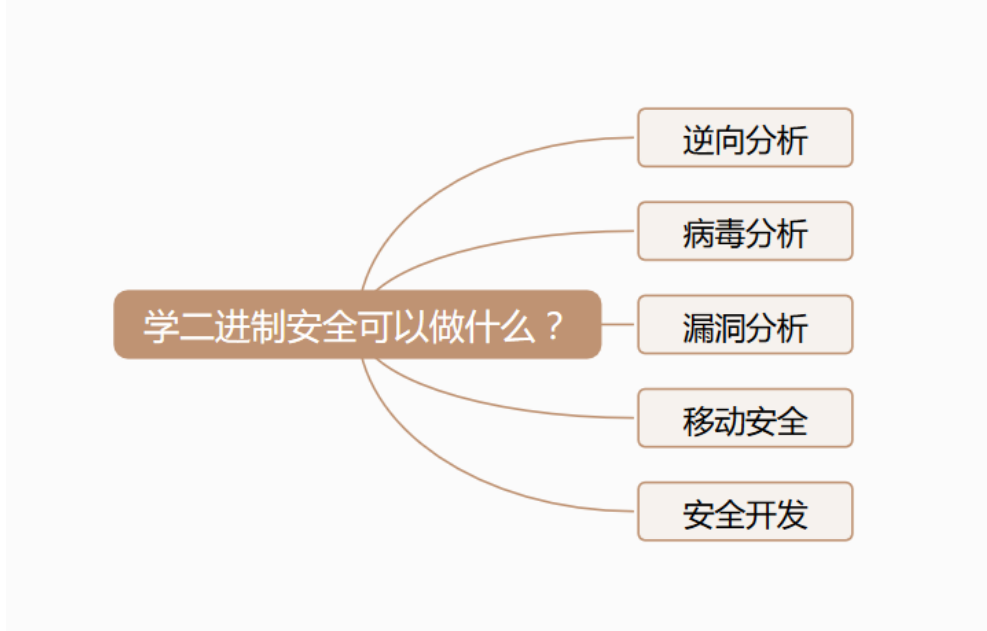 学二进制安全可以做什么？
逆向分析
病毒分析
漏洞分析
移动安全
安全开发